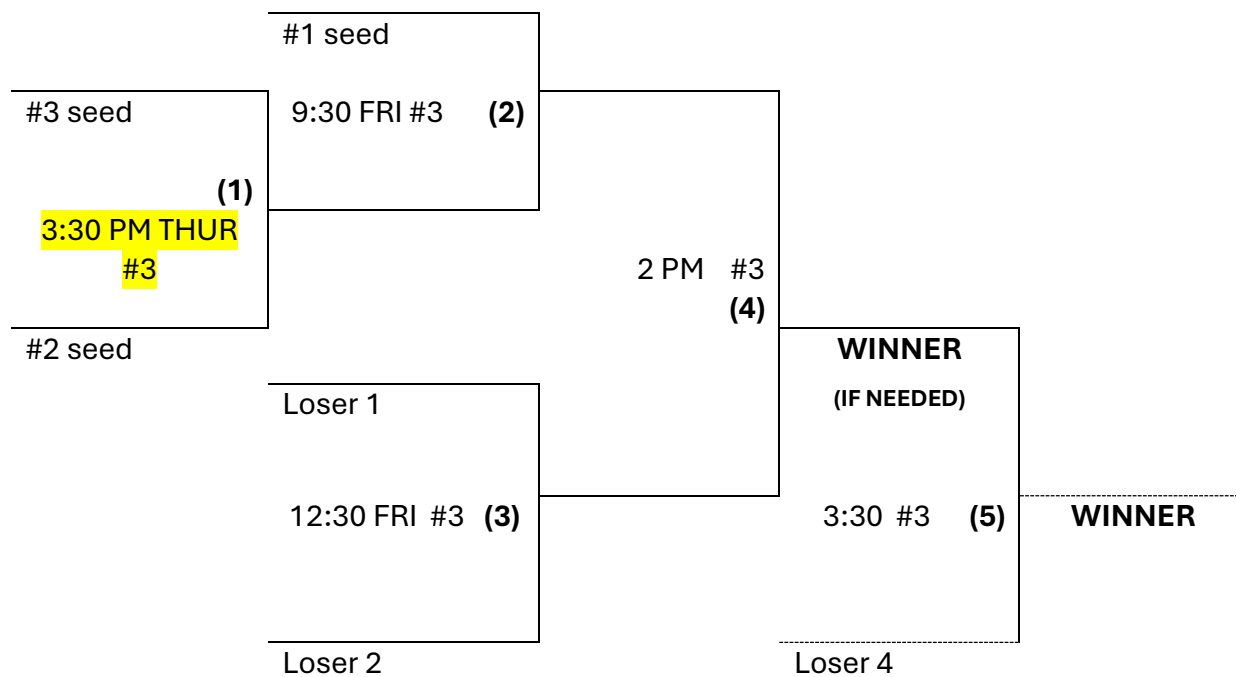 #1 seed
#3 seed
9:30 FRI #3 (2)
(1)
3:30 PM THUR
#3
2 PM #3
(4)
#2 seed
WINNER
(IF NEEDED)
Loser 1
12:30 FRI #3 (3)
3:30 #3 (5)
WINNER
Loser 2
Loser 4